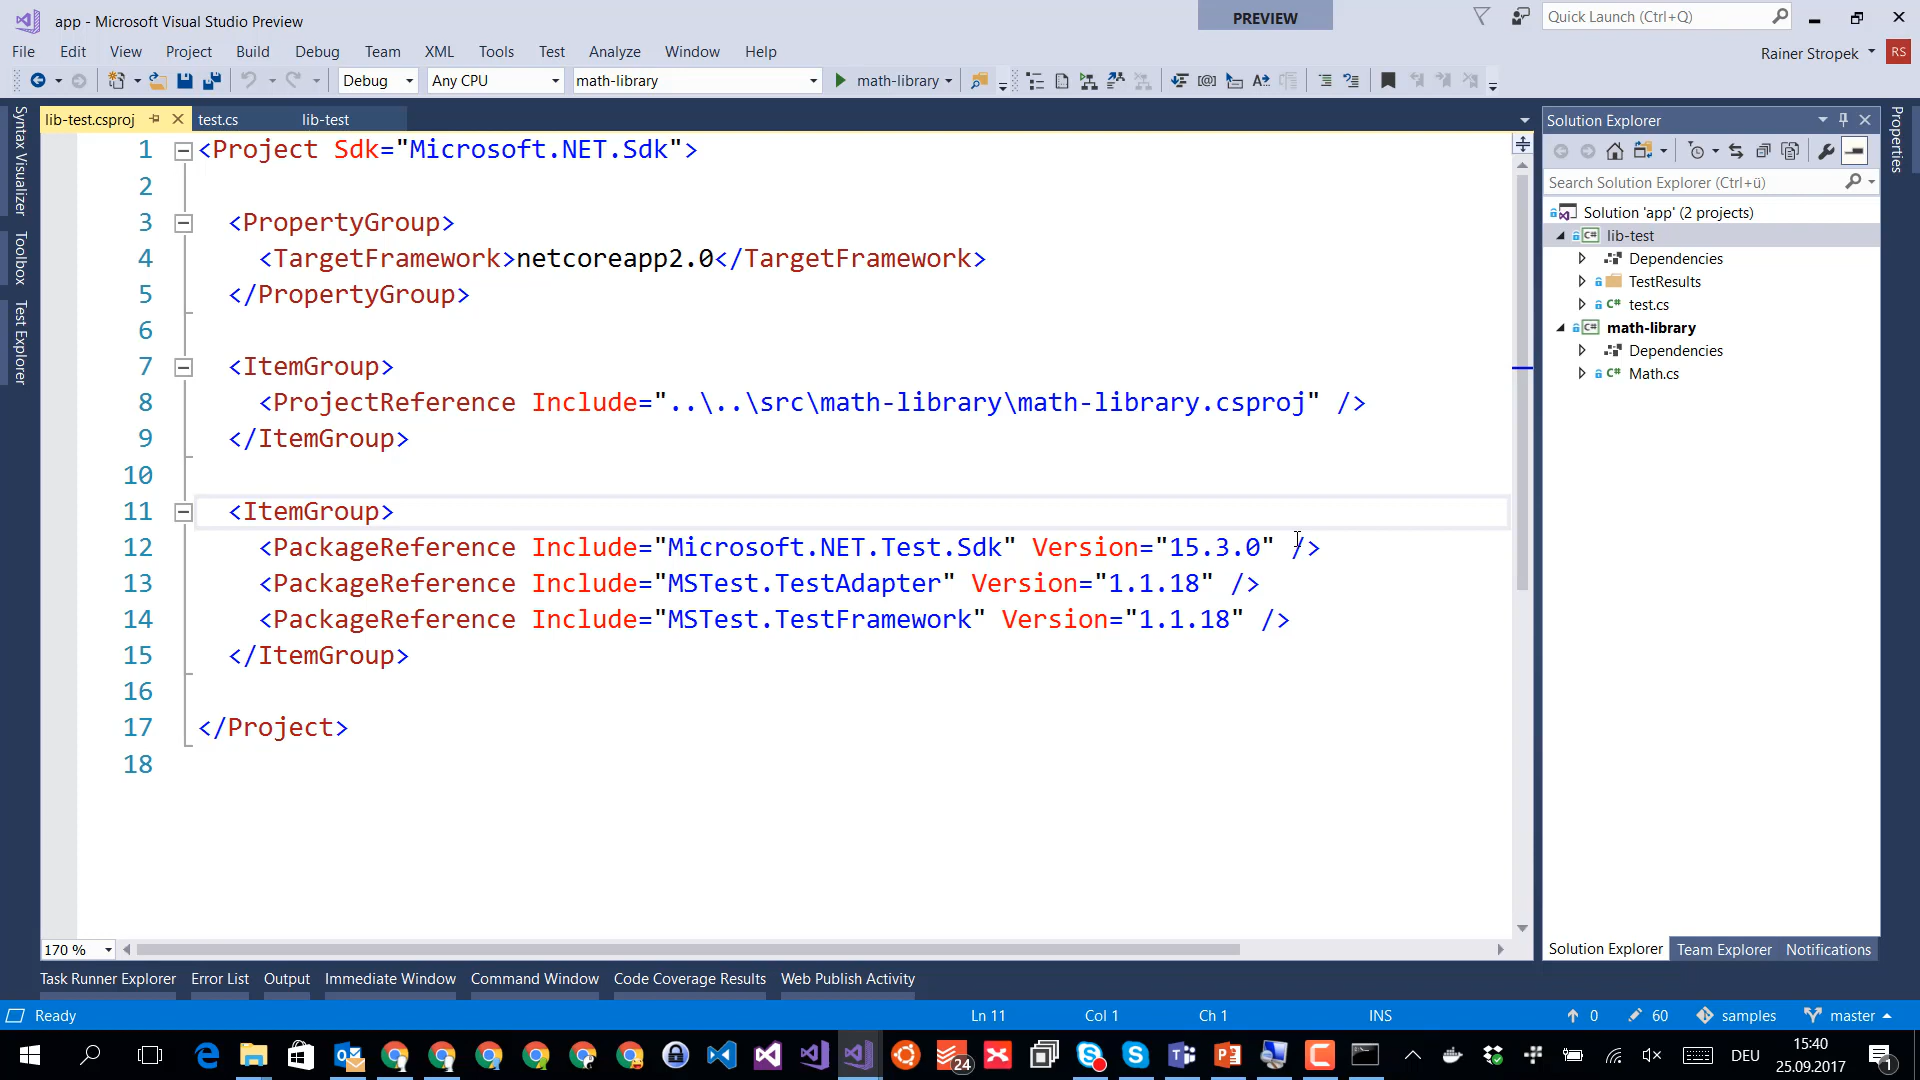 app - Microsoft Visual Studio Preview
PREVIEW
Quick Launch (Ctrl+Q)
File Edit View Project Build Debug Team XML Tools Test Analyze Window Help
Rainer Stropek RS
Debug Any CPU math-library math-library
lib-test.csproj test.cs lib-test
Syntax Visualizer
Toolbox
Test Explorer
1 <Project Sdk="Microsoft.NET.Sdk">
2
3 <PropertyGroup>
4 <TargetFramework>netcoreapp2.0</TargetFramework>
5 </PropertyGroup>
6
7 <ItemGroup>
8 <ProjectReference Include="..\..\src\math-library\math-library.csproj" />
9 </ItemGroup>
10
11 <ItemGroup>
12 <PackageReference Include="Microsoft.NET.Test.Sdk" Version="15.3.0" />
13 <PackageReference Include="MSTest.TestAdapter" Version="1.1.18" />
14 <PackageReference Include="MSTest.TestFramework" Version="1.1.18" />
15 </ItemGroup>
16
17 </Project>
18
170 %
Solution Explorer
Search Solution Explorer (Ctrl+ü)
Solution 'app' (2 projects)
C# lib-test
Dependencies
TestResults
C# test.cs
C# math-library
Dependencies
C# Math.cs
Properties
Solution Explorer Team Explorer Notifications
Task Runner Explorer Error List Output Immediate Window Command Window Code Coverage Results Web Publish Activity
Ready Ln 11 Col 1 Ch 1 INS 0 60 samples master
24
DEU
15:40
25.09.2017
1